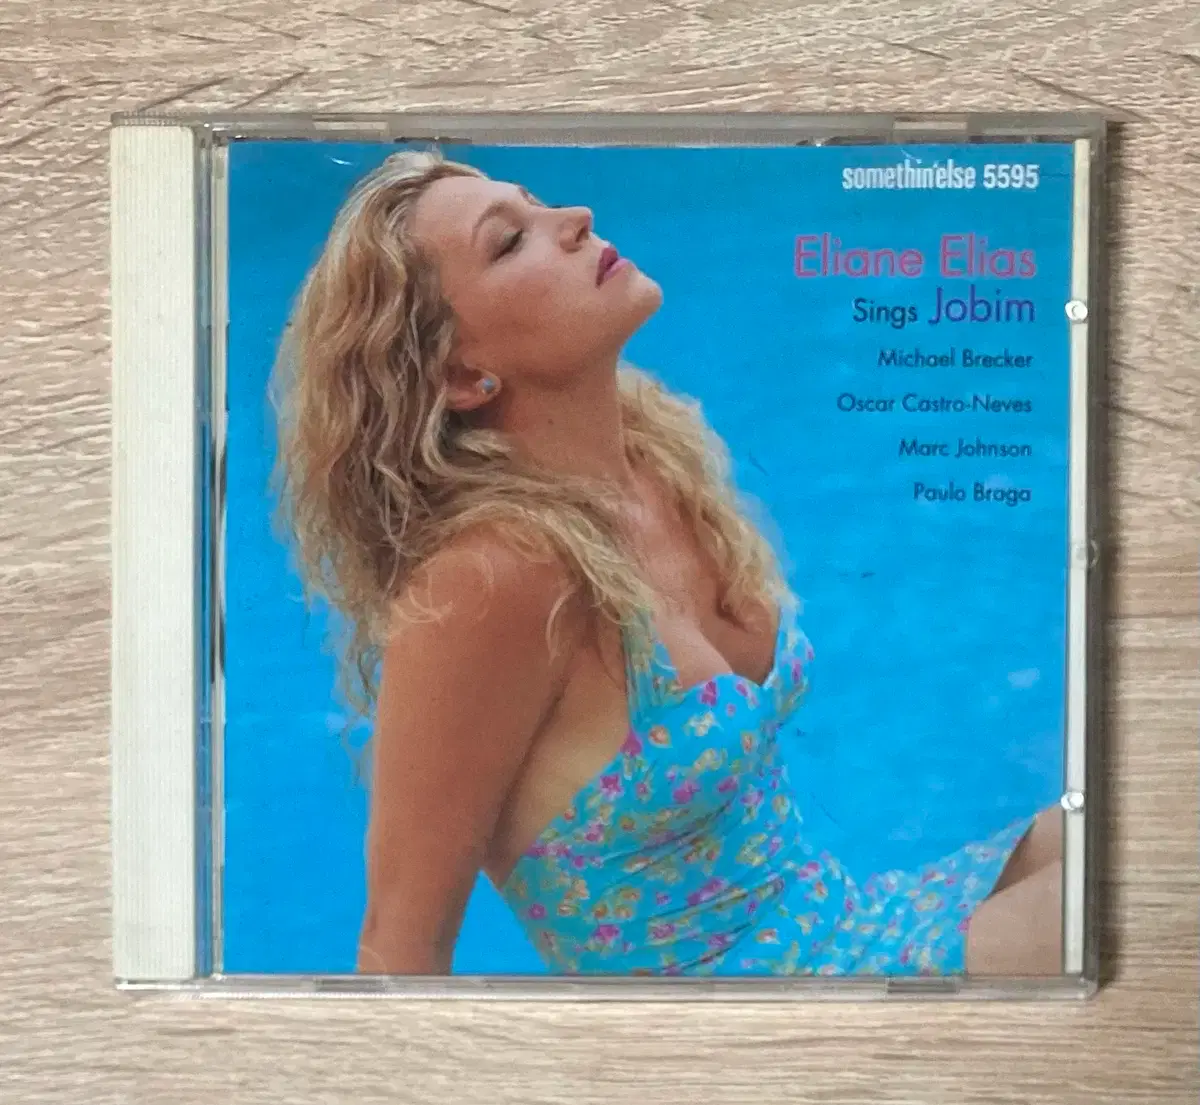 somethin'else 5595
Eliane Elias
Sings Jobim
Michael Brecker
Oscar Castro-Neves
Marc Johnson
Paulo Braga